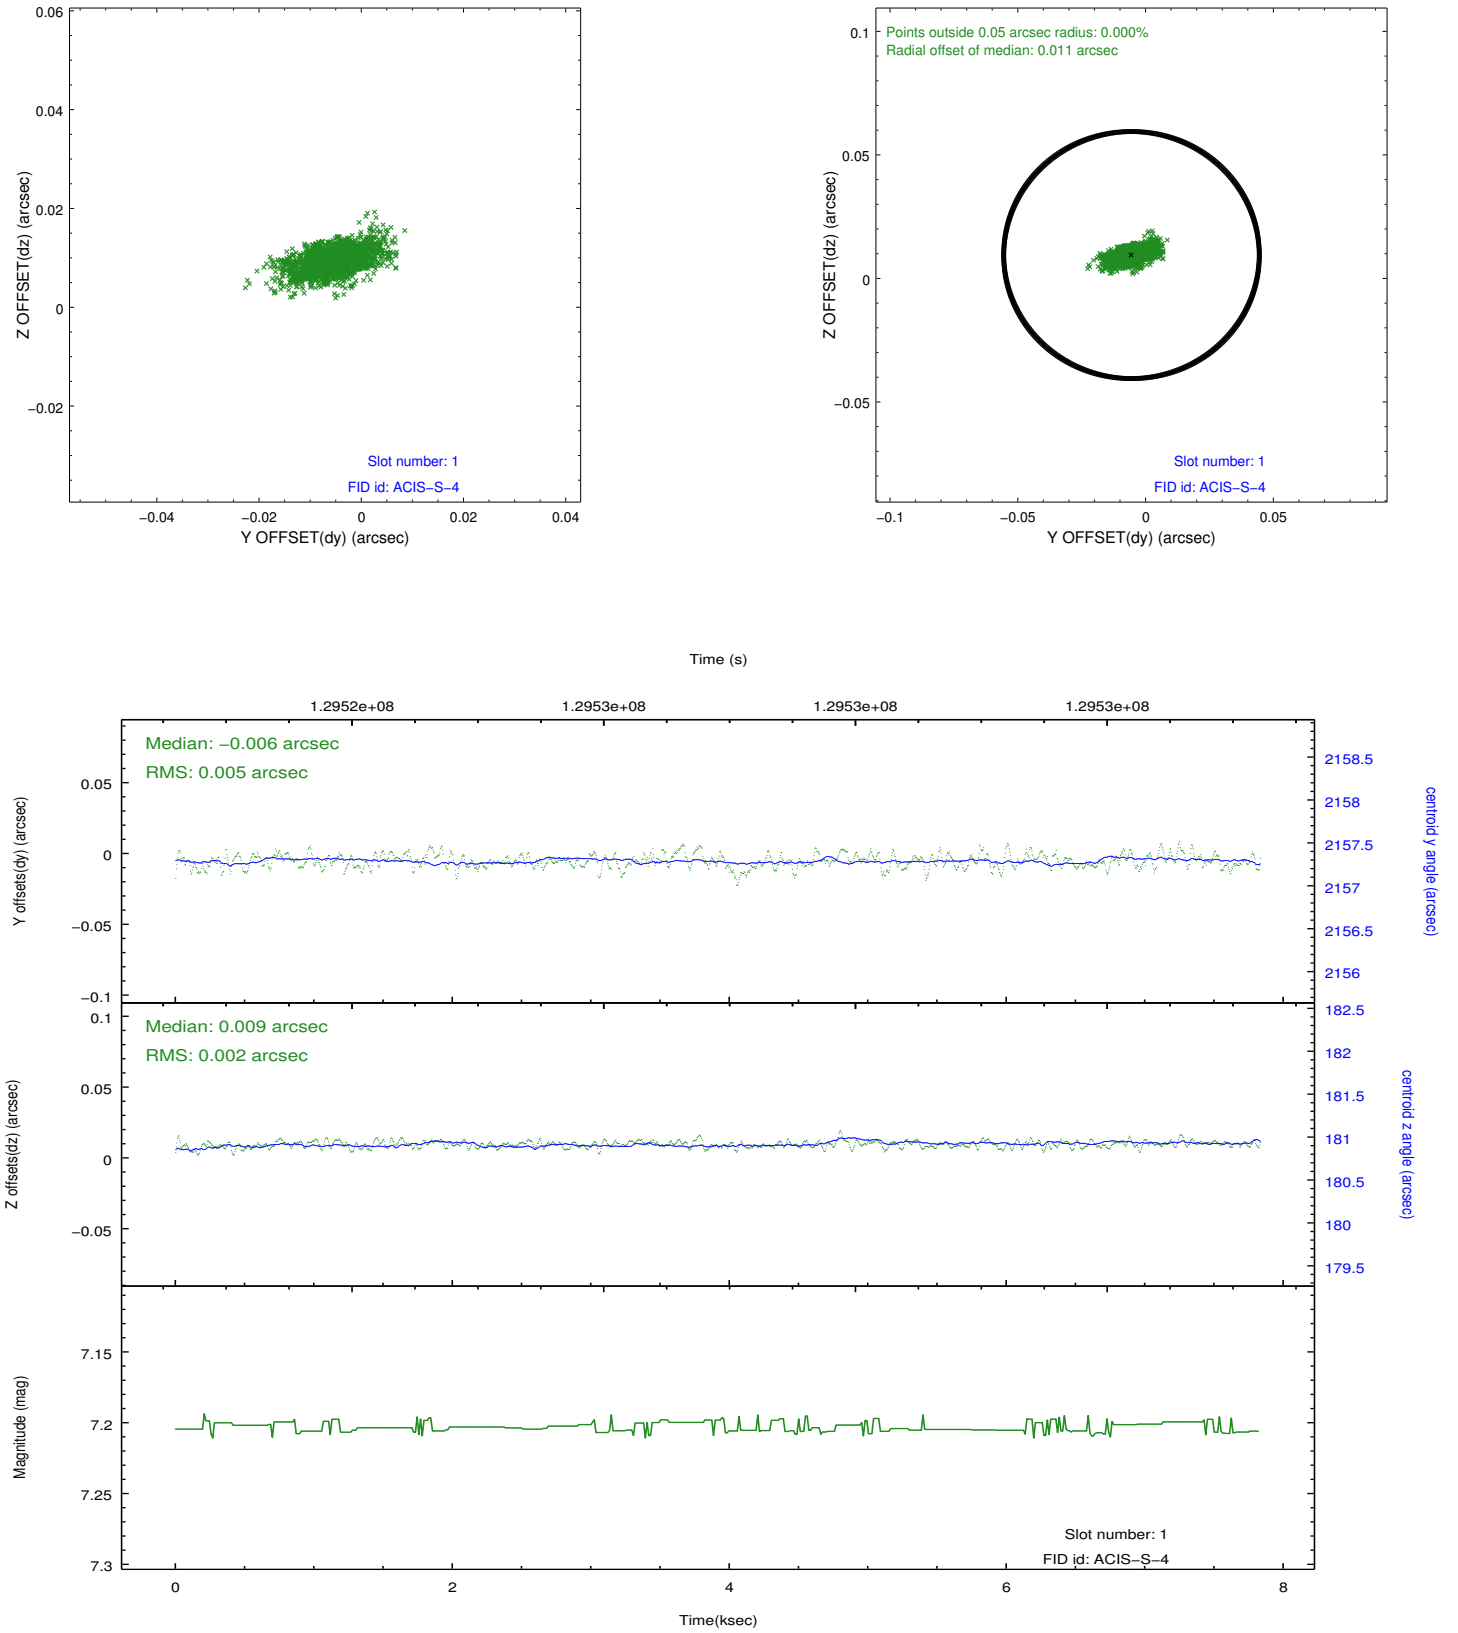 0.06
0.04
0.02
0
−0.02
Z OFFSET(dz) (arcsec)
Slot number: 1
FID id: ACIS−S−4
−0.04 −0.02 0 0.02 0.04
Y OFFSET(dy) (arcsec)
Points outside 0.05 arcsec radius: 0.000%
Radial offset of median: 0.011 arcsec
0.1
0.05
0
−0.05
Z OFFSET(dz) (arcsec)
Slot number: 1
FID id: ACIS−S−4
−0.1 −0.05 0 0.05
Y OFFSET(dy) (arcsec)
Time (s)
1.2952e+08 1.2953e+08 1.2953e+08 1.2953e+08
Median: −0.006 arcsec
RMS: 0.005 arcsec
0.05
0
−0.05
−0.1
Y offsets(dy) (arcsec)
2158.5
2158
2157.5
2157
2156.5
2156
centroid y angle (arcsec)
Median: 0.009 arcsec
RMS: 0.002 arcsec
0.1
0.05
0
−0.05
Z offsets(dz) (arcsec)
182.5
182
181.5
181
180.5
180
179.5
centroid z angle (arcsec)
7.15
7.2
7.25
7.3
Magnitude (mag)
Slot number: 1
FID id: ACIS−S−4
0 2 4 6 8
Time(ksec)